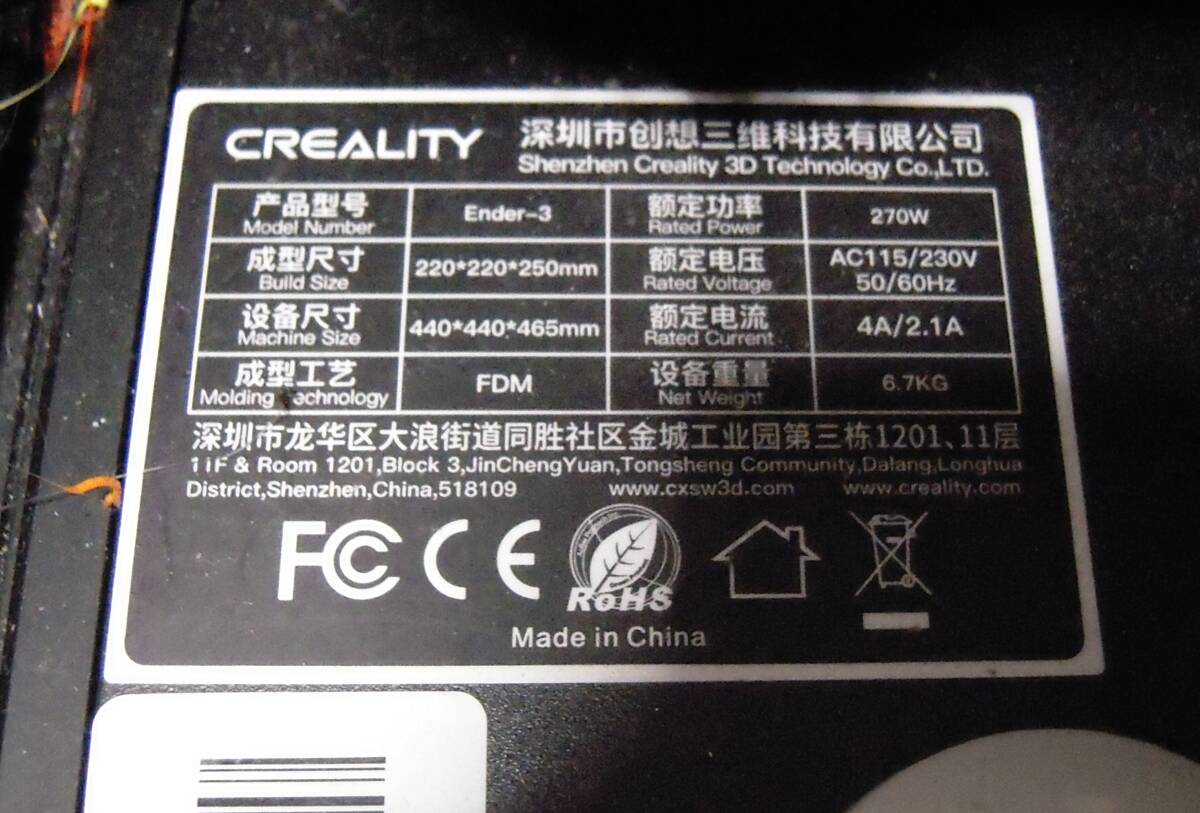 CREALITY 深圳市创想三维科技有限公司
Shenzhen Creality 3D Technology Co.,LTD.
产品型号 Ender-3 额定功率 270W
Model Number Rated Power
成型尺寸 220*220*250mm 额定电压 AC115/230V
Build Size Rated Voltage 50/60Hz
设备尺寸 440*440*465mm 额定电流 4A/2.1A
Machine Size Rated Current
成型工艺 FDM 设备重量 6.7KG
Molding echnology Net Weight
深圳市龙华区大浪街道同胜社区金城工业园第三栋1201、11层
11F & Room 1201,Block 3,JinChengYuan,Tongsheng Community,Dalang,Longhua
District,Shenzhen,China,518109 www.cxsw3d.com www.creality.com
FC CE RoHS
Made in China